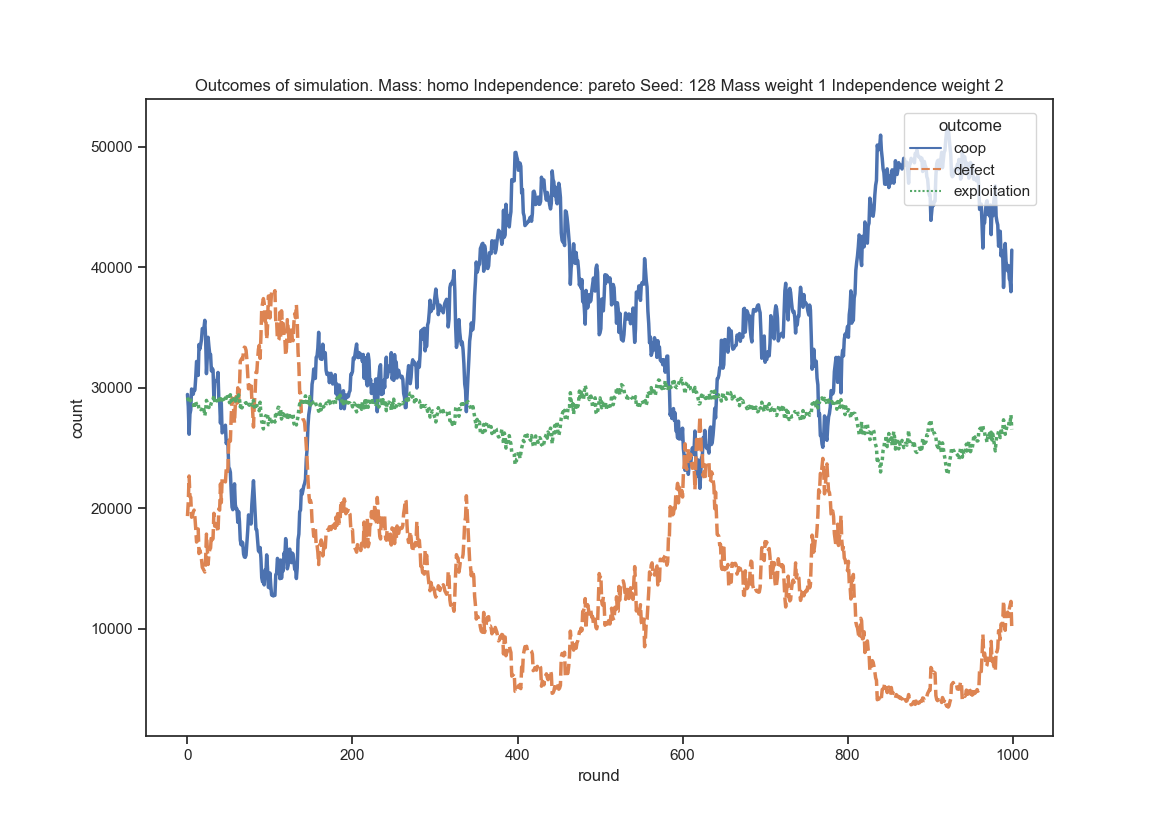 Outcomes of simulation. Mass: homo Independence: pareto Seed: 128 Mass weight 1 Independence weight 2
outcome
coop
defect
exploitation
50000
40000
30000
20000
10000
count
0 200 400 600 800 1000
round